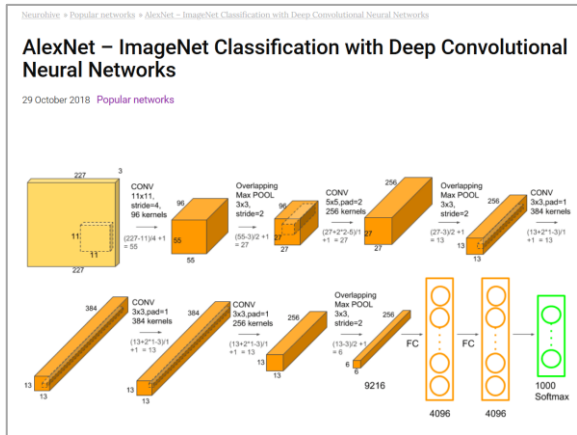 Neurohive » Popular networks » AlexNet – ImageNet Classification with Deep Convolutional Neural Networks
AlexNet – ImageNet Classification with Deep Convolutional
Neural Networks
29 October 2018 Popular networks
227
3
11
11
227
CONV
11x11,
stride=4,
96 kernels
(227-11)/4 +1
= 55
96
55
55
Overlapping
Max POOL
3x3,
stride=2
(55-3)/2 +1
= 27
96
27
27
CONV
5x5,pad=2
256 kernels
(27+2*2-5)/1
+1 = 27
256
27
27
Overlapping
Max POOL
3x3,
stride=2
(27-3)/2 +1
= 13
256
13
13
CONV
3x3,pad=1
384 kernels
(13+2*1-3)/1
+1 = 13
384
13
13
CONV
3x3,pad=1
384 kernels
(13+2*1-3)/1
+1 = 13
384
13
13
CONV
3x3,pad=1
256 kernels
(13+2*1-3)/1
+1 = 13
256
13
13
Overlapping
Max POOL
3x3,
stride=2
(13-3)/2 +1
= 6
256
6
6
9216
FC
4096
FC
4096
1000
Softmax